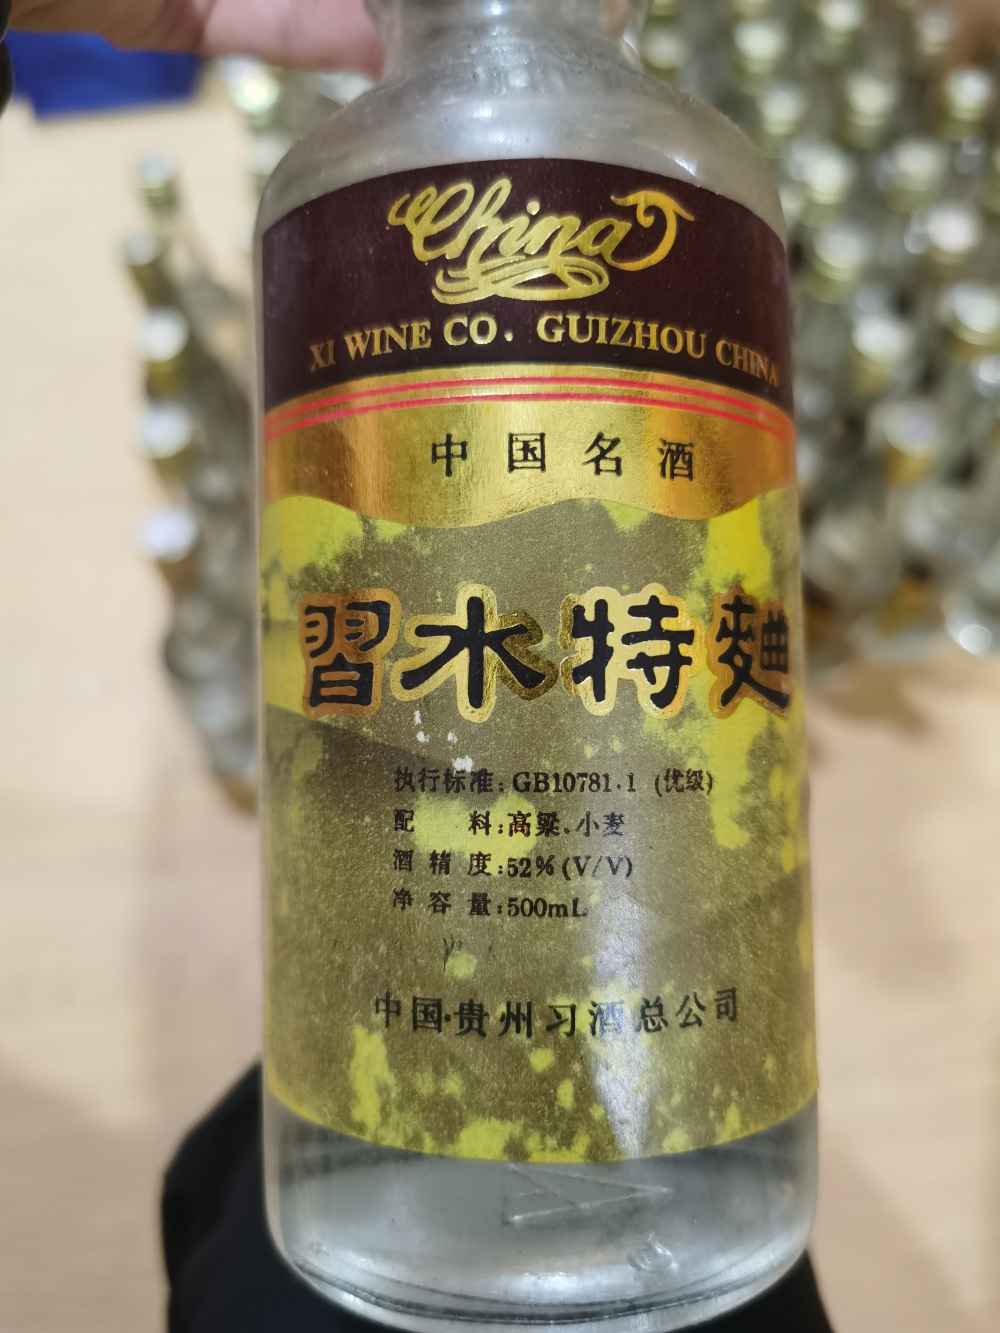 China
XI WINE CO. GUIZHOU CHINA
中国名酒
習水特麯
执行标准:GB10781.1 (优级)
配 料:高粱、小麦
酒精度:52%(V/V)
净容量:500mL
中国·贵州习酒总公司